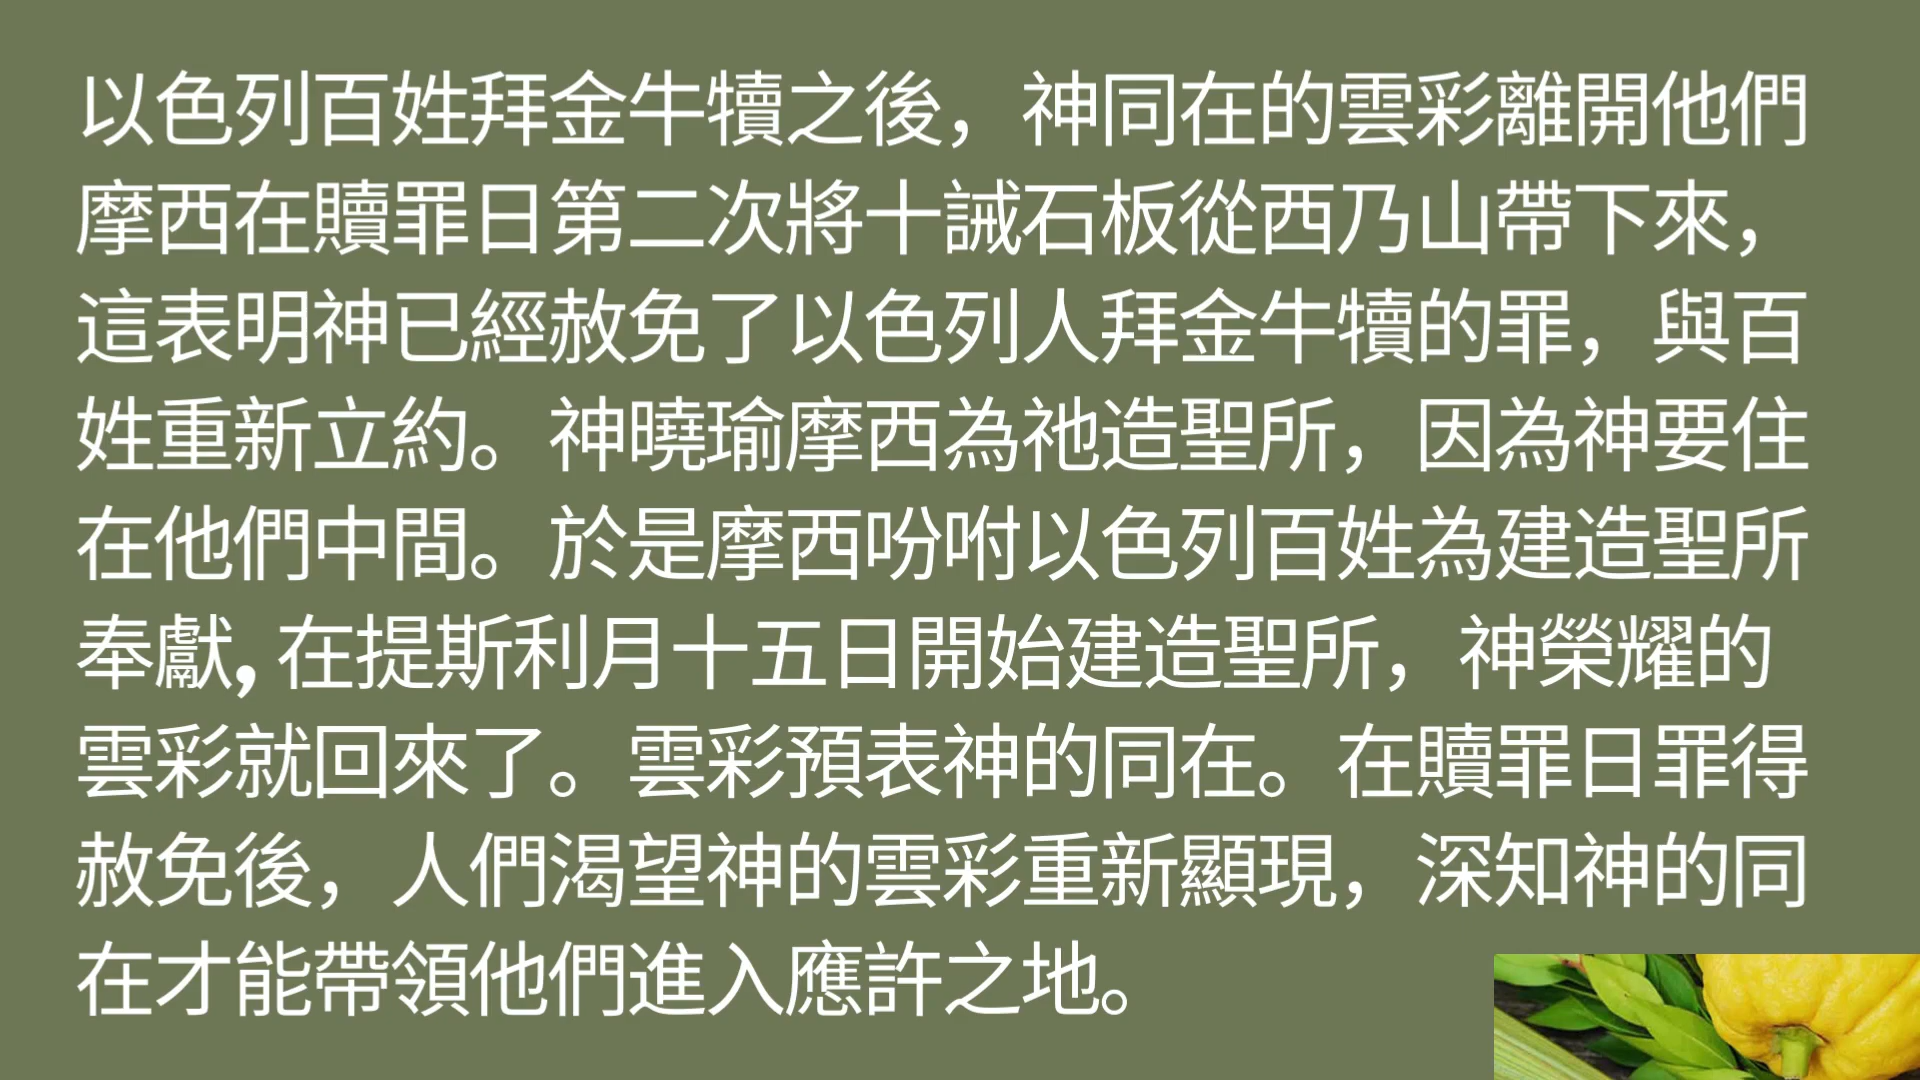 以色列百姓拜金牛犢之後，神同在的雲彩離開他們
摩西在贖罪日第二次將十誡石板從西乃山帶下來，
這表明神已經赦免了以色列人拜金牛犢的罪，與百
姓重新立約。神曉瑜摩西為祂造聖所，因為神要住
在他們中間。於是摩西吩咐以色列百姓為建造聖所
奉獻，在提斯利月十五日開始建造聖所，神榮耀的
雲彩就回來了。雲彩預表神的同在。在贖罪日罪得
赦免後，人們渴望神的雲彩重新顯現，深知神的同
在才能帶領他們進入應許之地。